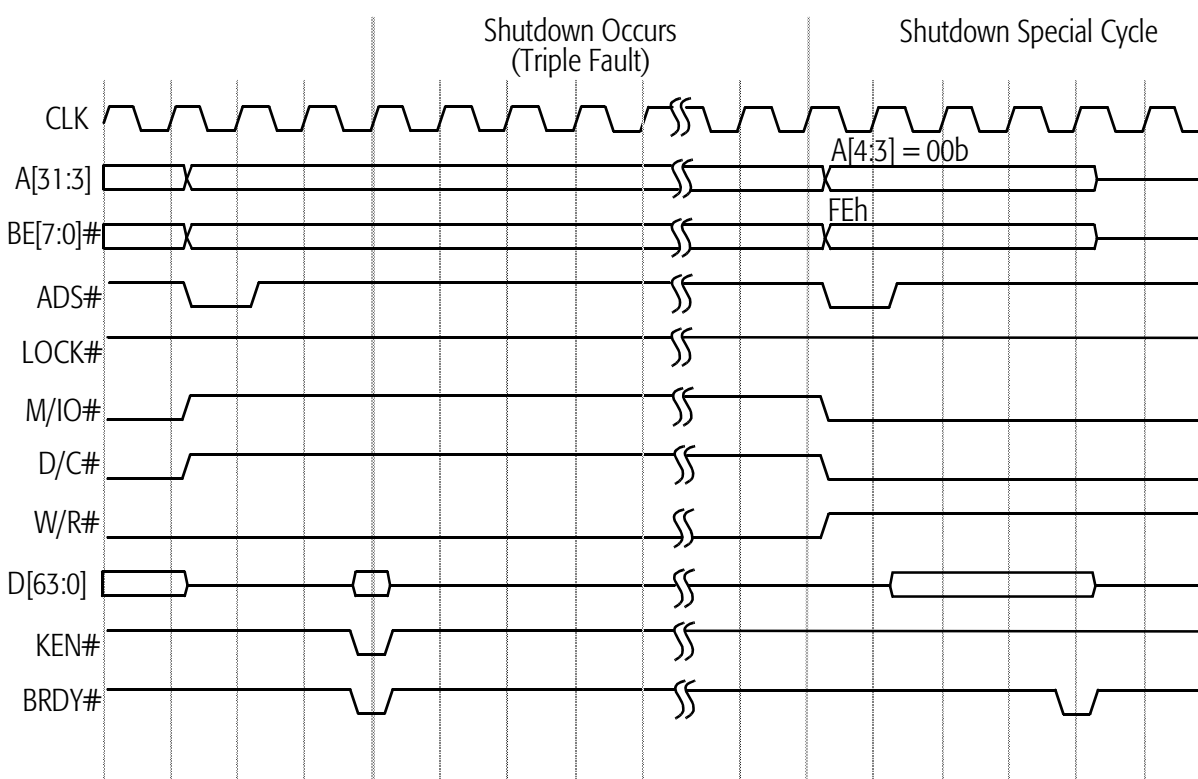 Shutdown Occurs
(Triple Fault)
Shutdown Special Cycle
CLK
A[4:3] = 00b
A[31:3]
FEh
BE[7:0]#
ADS#
LOCK#
M/IO#
D/C#
W/R#
D[63:0]
KEN#
BRDY#